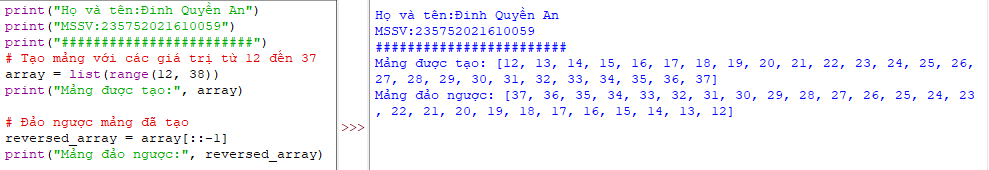 print("Họ và tên:Đinh Quyền An")
print("MSSV:235752021610059")
print("########################")
# Tạo mảng với các giá trị từ 12 đến 37
array = list(range(12, 38))
print("Mảng được tạo:", array)
# Đảo ngược mảng đã tạo
reversed_array = array[::-1]
print("Mảng đảo ngược:", reversed_array)
>>>
Họ và tên:Đinh Quyền An
MSSV:235752021610059
########################
Mảng được tạo: [12, 13, 14, 15, 16, 17, 18, 19, 20, 21, 22, 23, 24, 25, 26,
27, 28, 29, 30, 31, 32, 33, 34, 35, 36, 37]
Mảng đảo ngược: [37, 36, 35, 34, 33, 32, 31, 30, 29, 28, 27, 26, 25, 24, 23
, 22, 21, 20, 19, 18, 17, 16, 15, 14, 13, 12]